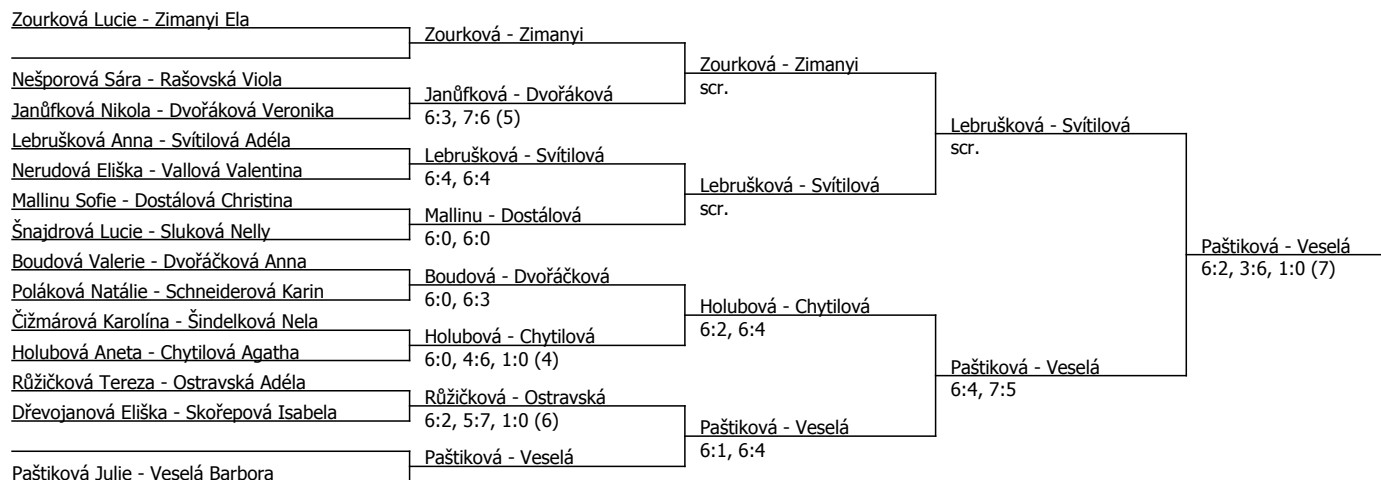 Zourková Lucie - Zimanyi Ela
Nešporová Sára - Rašovská Viola
Janůfková Nikola - Dvořáková Veronika
Lebrušková Anna - Svítilová Adéla
Nerudová Eliška - Vallová Valentina
Mallinu Sofie - Dostálová Christina
Šnajdrová Lucie - Sluková Nelly
Boudová Valerie - Dvořáčková Anna
Poláková Natálie - Schneiderová Karin
Čižmárová Karolína - Šindelková Nela
Holubová Aneta - Chytilová Agatha
Růžičková Tereza - Ostravská Adéla
Dřevojanová Eliška - Skořepová Isabela
Paštiková Julie - Veselá Barbora
Zourková - Zimanyi
Janůfková - Dvořáková
6:3, 7:6 (5)
Lebrušková - Svítilová
6:4, 6:4
Mallinu - Dostálová
6:0, 6:0
Boudová - Dvořáčková
6:0, 6:3
Holubová - Chytilová
6:0, 4:6, 1:0 (4)
Růžičková - Ostravská
6:2, 5:7, 1:0 (6)
Paštiková - Veselá
Zourková - Zimanyi
scr.
Lebrušková - Svítilová
scr.
Holubová - Chytilová
6:2, 6:4
Paštiková - Veselá
6:1, 6:4
Lebrušková - Svítilová
scr.
Paštiková - Veselá
6:4, 7:5
Paštiková - Veselá
6:2, 3:6, 1:0 (7)